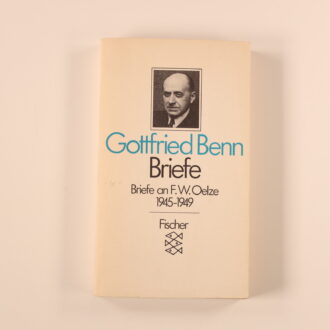 Gottfried Benn
Briefe
Briefe an F. W. Oelze
1945-1949
Fischer